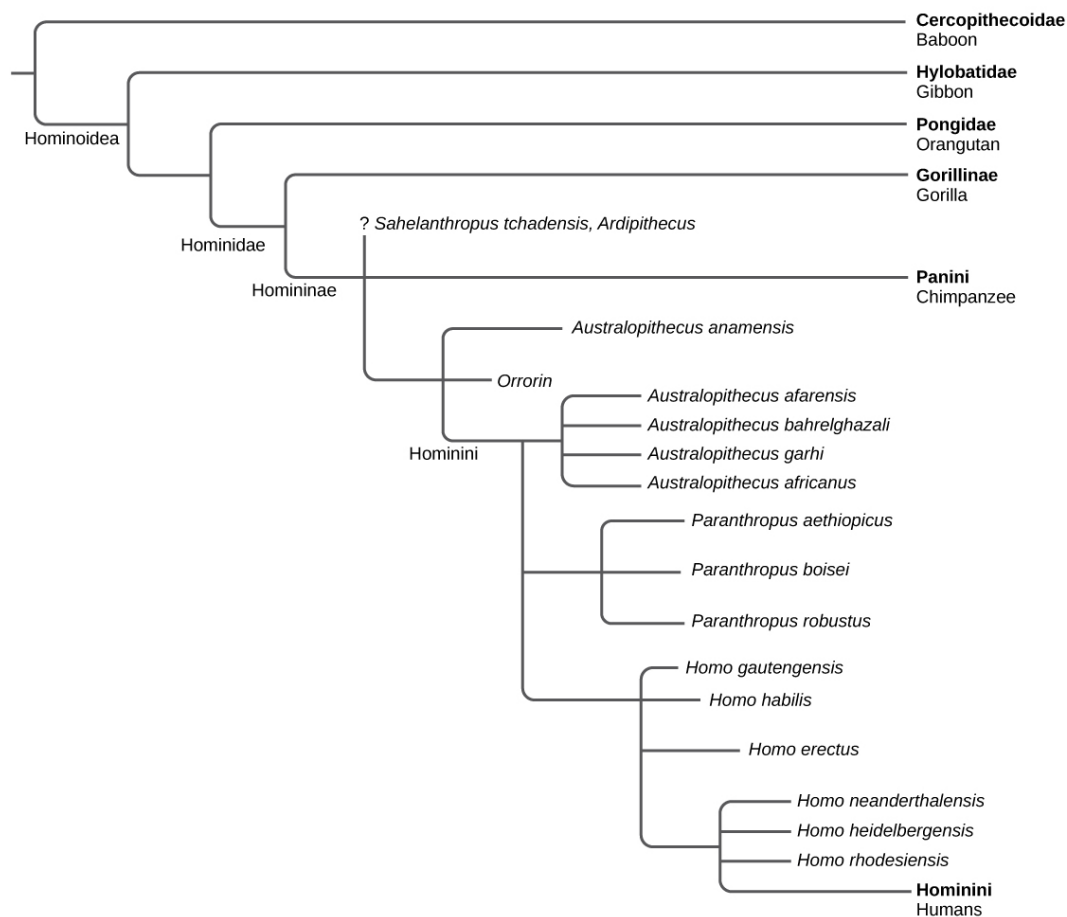 Cercopithecoidae
Baboon
Hylobatidae
Gibbon
Hominoidea
Pongidae
Orangutan
Gorillinae
Gorilla
? Sahelanthropus tchadensis, Ardipithecus
Hominidae
Panini
Chimpanzee
Homininae
Australopithecus anamensis
Orrorin
Australopithecus afarensis
Australopithecus bahrelghazali
Hominini
Australopithecus garhi
Australopithecus africanus
Paranthropus aethiopicus
Paranthropus boisei
Paranthropus robustus
Homo gautengensis
Homo habilis
Homo erectus
Homo neanderthalensis
Homo heidelbergensis
Homo rhodesiensis
Hominini
Humans